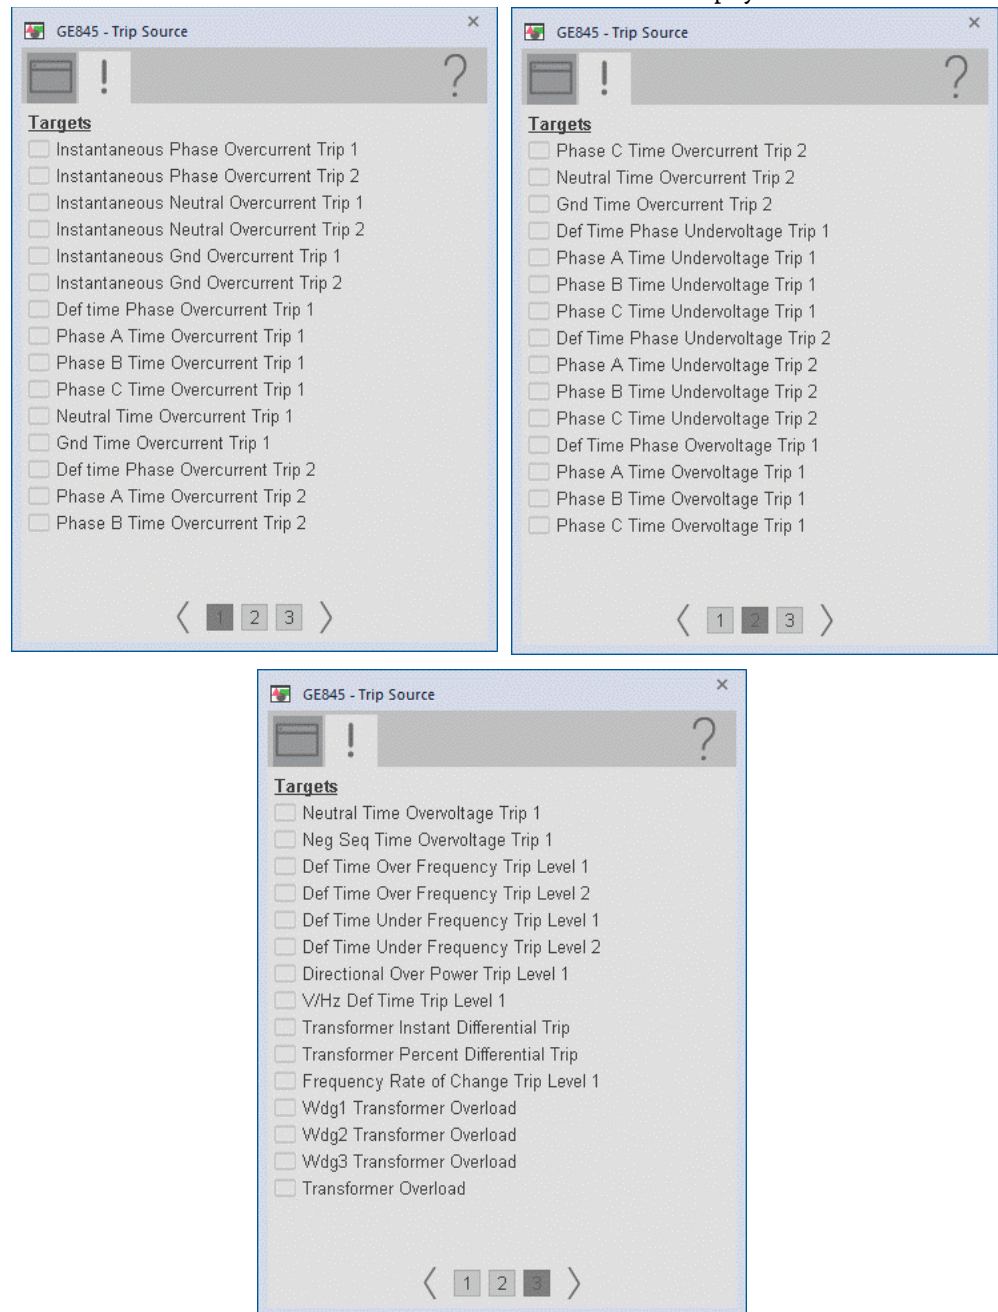 GE845 - Trip Source
×
!
?
Targets
Instantaneous Phase Overcurrent Trip 1
Instantaneous Phase Overcurrent Trip 2
Instantaneous Neutral Overcurrent Trip 1
Instantaneous Neutral Overcurrent Trip 2
Instantaneous Gnd Overcurrent Trip 1
Instantaneous Gnd Overcurrent Trip 2
Def time Phase Overcurrent Trip 1
Phase A Time Overcurrent Trip 1
Phase B Time Overcurrent Trip 1
Phase C Time Overcurrent Trip 1
Neutral Time Overcurrent Trip 1
Gnd Time Overcurrent Trip 1
Def time Phase Overcurrent Trip 2
Phase A Time Overcurrent Trip 2
Phase B Time Overcurrent Trip 2
1 2 3
GE845 - Trip Source
×
!
?
Targets
Phase C Time Overcurrent Trip 2
Neutral Time Overcurrent Trip 2
Gnd Time Overcurrent Trip 2
Def Time Phase Undervoltage Trip 1
Phase A Time Undervoltage Trip 1
Phase B Time Undervoltage Trip 1
Phase C Time Undervoltage Trip 1
Def Time Phase Undervoltage Trip 2
Phase A Time Undervoltage Trip 2
Phase B Time Undervoltage Trip 2
Phase C Time Undervoltage Trip 2
Def Time Phase Overvoltage Trip 1
Phase A Time Overvoltage Trip 1
Phase B Time Overvoltage Trip 1
Phase C Time Overvoltage Trip 1
1 2 3
GE845 - Trip Source
×
!
?
Targets
Neutral Time Overvoltage Trip 1
Neg Seq Time Overvoltage Trip 1
Def Time Over Frequency Trip Level 1
Def Time Over Frequency Trip Level 2
Def Time Under Frequency Trip Level 1
Def Time Under Frequency Trip Level 2
Directional Over Power Trip Level 1
V/Hz Def Time Trip Level 1
Transformer Instant Differential Trip
Transformer Percent Differential Trip
Frequency Rate of Change Trip Level 1
Wdg1 Transformer Overload
Wdg2 Transformer Overload
Wdg3 Transformer Overload
Transformer Overload
1 2 3